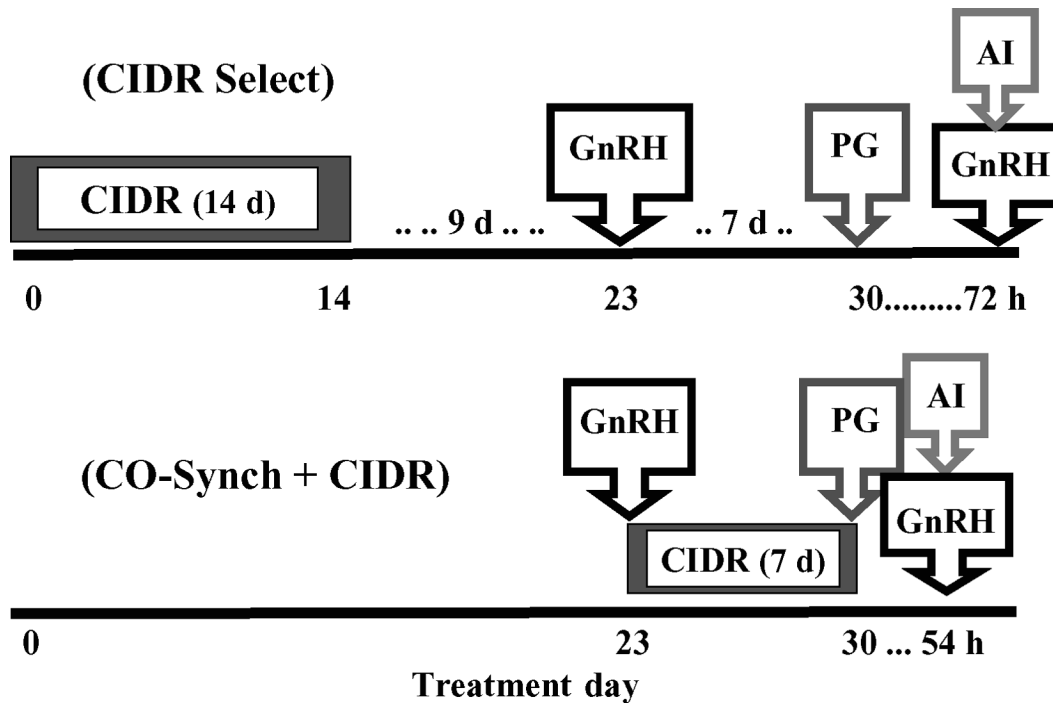 AI
(CIDR Select)
GnRH
PG
GnRH
CIDR (14 d)
.. .. 9 d .. ..
.. 7 d ..
0
14
23
30.........72 h
GnRH
PG
AI
(CO-Synch + CIDR)
GnRH
CIDR (7 d)
0
23
30 ... 54 h
Treatment day